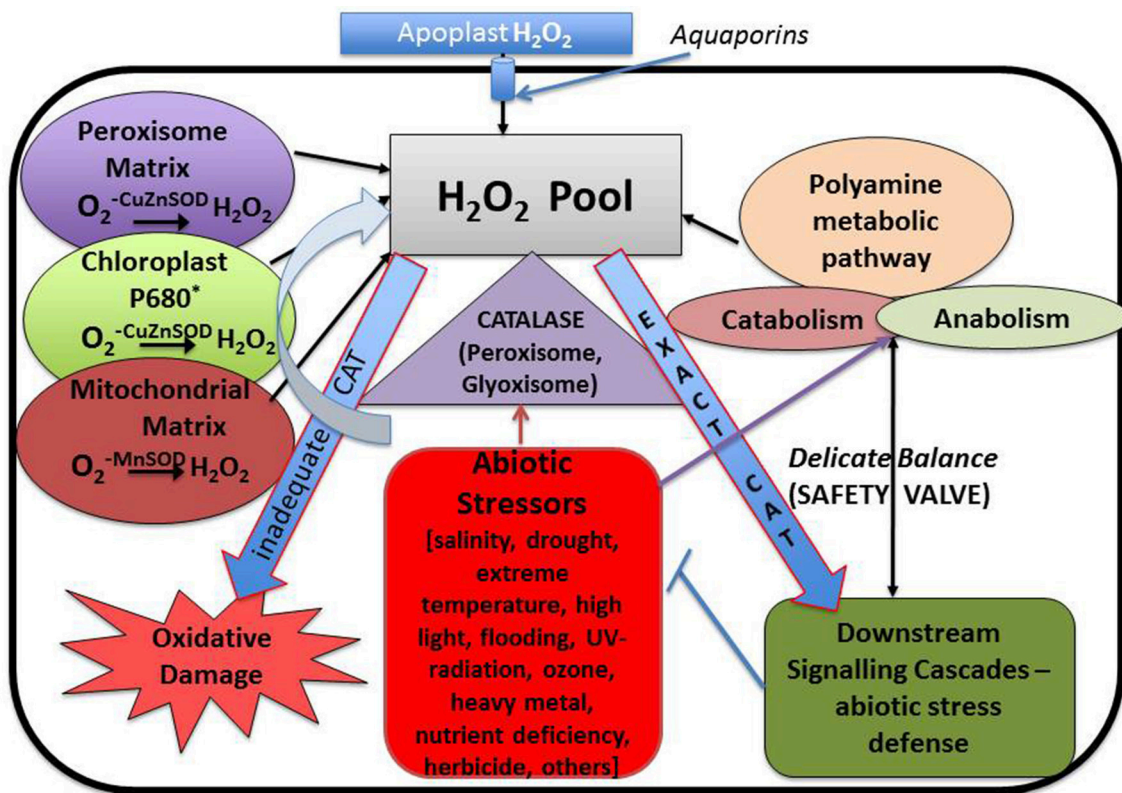 Apoplast H₂O₂
Aquaporins
Peroxisome
Matrix
O₂⁻CuZnSOD H₂O₂
Chloroplast
P680*
O₂⁻CuZnSOD H₂O₂
Mitochondrial
Matrix
O₂⁻MnSOD H₂O₂
H₂O₂ Pool
Polyamine
metabolic
pathway
Catabolism
Anabolism
CATALASE
(Peroxisome,
Glyoxisome)
inadequate CAT
EXACT CAT
Delicate Balance
(SAFETY VALVE)
Oxidative
Damage
Abiotic
Stressors
[salinity, drought,
extreme
temperature, high
light, flooding, UV-
radiation, ozone,
heavy metal,
nutrient deficiency,
herbicide, others]
Downstream
Signalling Cascades –
abiotic stress
defense